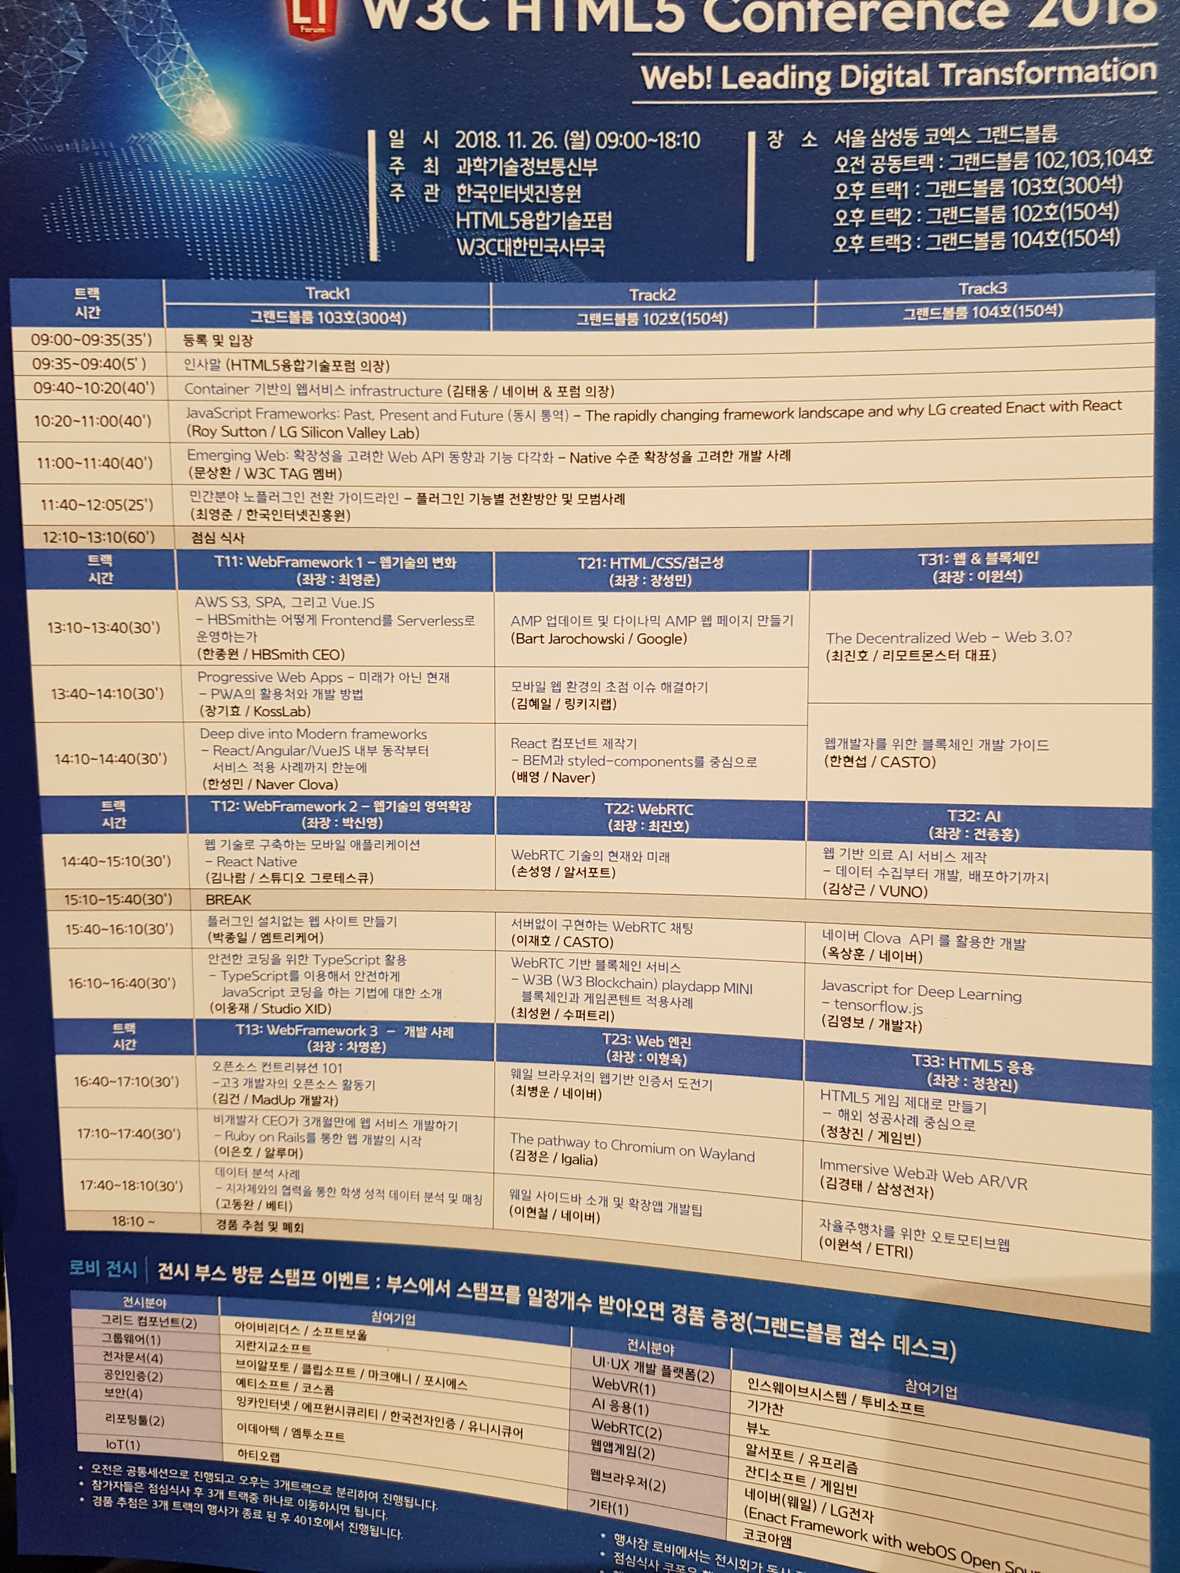 LT
Forum
W3C HTML5 Conference 2018
Web! Leading Digital Transformation
일 시 2018. 11. 26. (월) 09:00~18:10
주 최 과학기술정보통신부
주 관 한국인터넷진흥원
HTML5융합기술포럼
W3C대한민국사무국
장 소 서울 삼성동 코엑스 그랜드볼룸
오전 공동트랙 : 그랜드볼룸 102,103,104호
오후 트랙1 : 그랜드볼룸 103호(300석)
오후 트랙2 : 그랜드볼룸 102호(150석)
오후 트랙3 : 그랜드볼룸 104호(150석)
트랙
시간
Track1
그랜드볼룸 103호(300석)
Track2
그랜드볼룸 102호(150석)
Track3
그랜드볼룸 104호(150석)
09:00~09:35(35') 등록 및 입장
09:35~09:40(5') 인사말 (HTML5융합기술포럼 의장)
09:40~10:20(40') Container 기반의 웹서비스 infrastructure (김태웅 / 네이버 & 포럼 의장)
10:20~11:00(40') JavaScript Frameworks: Past, Present and Future (동시 통역) – The rapidly changing framework landscape and why LG created Enact with React
(Roy Sutton / LG Silicon Valley Lab)
11:00~11:40(40') Emerging Web: 확장성을 고려한 Web API 동향과 기능 다각화 – Native 수준 확장성을 고려한 개발 사례
(문상환 / W3C TAG 멤버)
11:40~12:05(25') 민간분야 노플러그인 전환 가이드라인 – 플러그인 기능별 전환방안 및 모범사례
(최영준 / 한국인터넷진흥원)
12:10~13:10(60') 점심 식사
트랙
시간
T11: WebFramework 1 – 웹기술의 변화
(좌장 : 최영준)
T21: HTML/CSS/접근성
(좌장 : 장성민)
T31: 웹 & 블록체인
(좌장 : 이원석)
13:10~13:40(30')
AWS S3, SPA, 그리고 Vue.JS
– HBSmith는 어떻게 Frontend를 Serverless로
운영하는가
(한종원 / HBSmith CEO)
AMP 업데이트 및 다이나믹 AMP 웹 페이지 만들기
(Bart Jarochowski / Google)
The Decentralized Web – Web 3.0?
(최진호 / 리모트몬스터 대표)
13:40~14:10(30')
Progressive Web Apps – 미래가 아닌 현재
– PWA의 활용처와 개발 방법
(장기효 / KossLab)
모바일 웹 환경의 초점 이슈 해결하기
(김혜일 / 링키지랩)
14:10~14:40(30')
Deep dive into Modern frameworks
– React/Angular/VueJS 내부 동작부터
서비스 적용 사례까지 한눈에
(한성민 / Naver Clova)
React 컴포넌트 제작기
– BEM과 styled-components를 중심으로
(배영 / Naver)
웹개발자를 위한 블록체인 개발 가이드
(한현섭 / CASTO)
트랙
시간
T12: WebFramework 2 – 웹기술의 영역확장
(좌장 : 박신영)
T22: WebRTC
(좌장 : 최진호)
T32: AI
(좌장 : 전종홍)
14:40~15:10(30')
웹 기술로 구축하는 모바일 애플리케이션
– React Native
(김나람 / 스튜디오 그로테스큐)
WebRTC 기술의 현재와 미래
(손성영 / 알서포트)
웹 기반 의료 AI 서비스 제작
– 데이터 수집부터 개발, 배포하기까지
(김상근 / VUNO)
15:10~15:40(30') BREAK
15:40~16:10(30')
플러그인 설치없는 웹 사이트 만들기
(박종일 / 엠트리케어)
서버없이 구현하는 WebRTC 채팅
(이재호 / CASTO)
네이버 Clova API 를 활용한 개발
(옥상훈 / 네이버)
16:10~16:40(30')
안전한 코딩을 위한 TypeScript 활용
– TypeScript를 이용해서 안전하게
JavaScript 코딩을 하는 기법에 대한 소개
(이웅재 / Studio XID)
WebRTC 기반 블록체인 서비스
– W3B (W3 Blockchain) playdapp MINI
블록체인과 게임콘텐트 적용사례
(최성원 / 수퍼트리)
Javascript for Deep Learning
– tensorflow.js
(김영보 / 개발자)
트랙
시간
T13: WebFramework 3 – 개발 사례
(좌장 : 차명훈)
T23: Web 엔진
(좌장 : 이형욱)
T33: HTML5 응용
(좌장 : 정창진)
16:40~17:10(30')
오픈소스 컨트리뷰션 101
–고3 개발자의 오픈소스 활동기
(김건 / MadUp 개발자)
웨일 브라우저의 웹기반 인증서 도전기
(최병운 / 네이버)
HTML5 게임 제대로 만들기
– 해외 성공사례 중심으로
(정창진 / 게임빈)
17:10~17:40(30')
비개발자 CEO가 3개월만에 웹 서비스 개발하기
– Ruby on Rails를 통한 웹 개발의 시작
(이은호 / 알루머)
The pathway to Chromium on Wayland
(김정은 / Igalia)
Immersive Web과 Web AR/VR
(김경태 / 삼성전자)
17:40~18:10(30')
데이터 분석 사례
– 지자체와의 협력을 통한 학생 성적 데이터 분석 및 매칭
(고동완 / 베티)
웨일 사이드바 소개 및 확장앱 개발팁
(이현철 / 네이버)
자율주행차를 위한 오토모티브웹
(이원석 / ETRI)
18:10 ~ 경품 추첨 및 폐회
로비 전시 전시 부스 방문 스탬프 이벤트 : 부스에서 스탬프를 일정개수 받아오면 경품 증정(그랜드볼룸 접수 데스크)
전시분야 참여기업
그리드 컴포넌트(2) 아이비리더스 / 소프트보울
그룹웨어(1) 지란지교소프트
전자문서(4) 브이알포토 / 클립소프트 / 마크애니 / 포시에스
공인인증(2) 예티소프트 / 코스콤
보안(4) 잉카인터넷 / 에프원시큐리티 / 한국전자인증 / 유니시큐어
리포팅툴(2) 이데아텍 / 엠투소프트
IoT(1) 하티오랩
전시분야 참여기업
UI·UX 개발 플랫폼(2) 인스웨이브시스템 / 투비소프트
WebVR(1) 기가찬
AI 응용(1) 뷰노
WebRTC(2) 알서포트 / 유프리즘
웹앱게임(2) 잔디소프트 / 게임빈
웹브라우저(2) 네이버(웨일) / LG전자
(Enact Framework with webOS Open
기타(1) 코코아앱
• 오전은 공통세션으로 진행되고 오후는 3개트랙으로 분리하여 진행됩니다.
• 참가자들은 점심식사 후 3개 트랙중 하나로 이동하시면 됩니다.
• 경품 추첨은 3개 트랙의 행사가 종료 된 후 401호에서 진행됩니다.
• 행사장 로비에서는 전시회가 동시
• 점심식사 쿠폰은